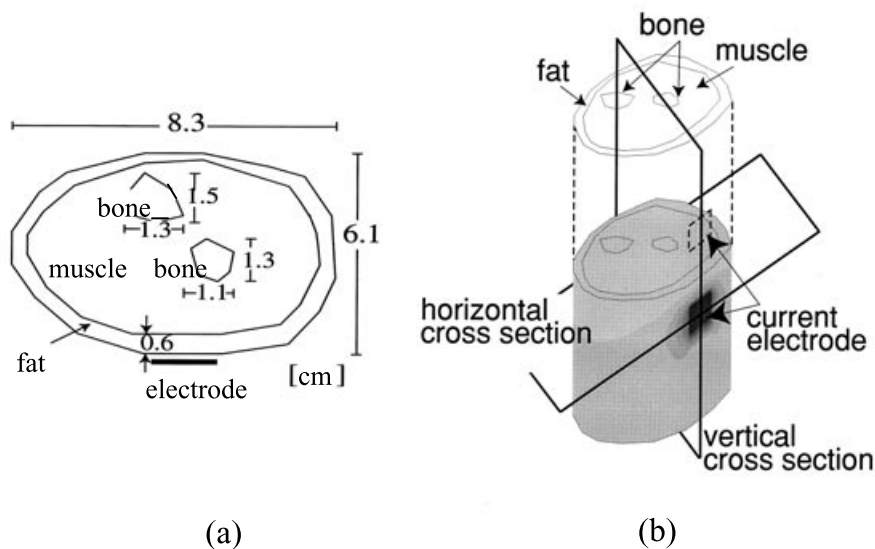 8.3
bone
1.5
1.3
6.1
muscle
bone
1.3
1.1
0.6
fat
electrode
[cm]
(a)
bone
muscle
fat
horizontal
cross section
current
electrode
vertical
cross section
(b)